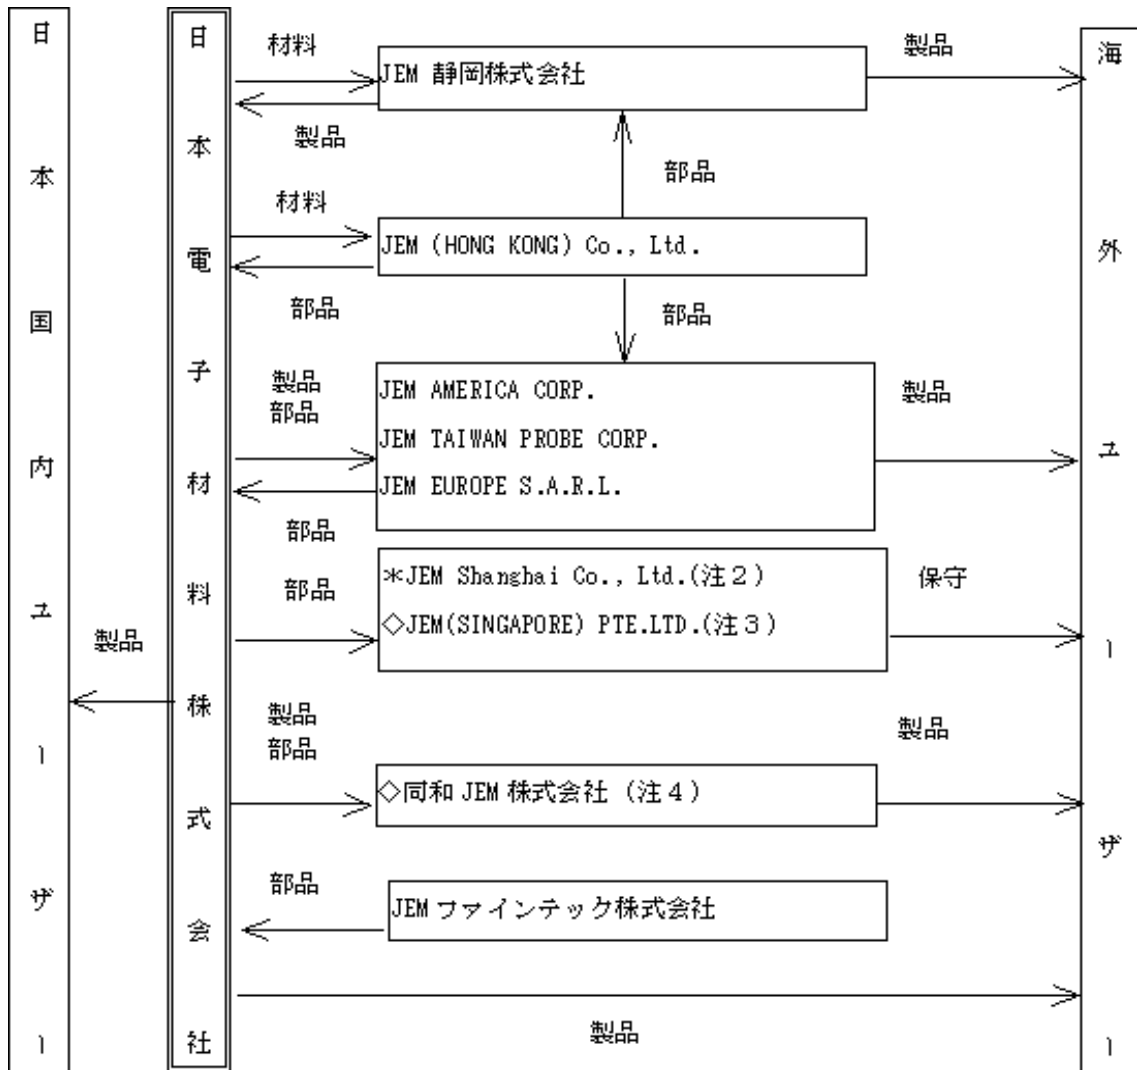 日本国内ユーザー
日本電子材料株式会社
海外ユーザー
材料
製品
JEM 静岡株式会社
製品
部品
材料
JEM (HONG KONG) Co., Ltd.
部品
部品
製品
部品
JEM AMERICA CORP.
JEM TAIWAN PROBE CORP.
JEM EUROPE S.A.R.L.
製品
部品
部品
＊JEM Shanghai Co., Ltd.(注２)
◇JEM(SINGAPORE) PTE.LTD.(注３)
保守
製品
製品
部品
◇同和 JEM 株式会社 (注４)
製品
部品
JEM ファインテック株式会社
製品